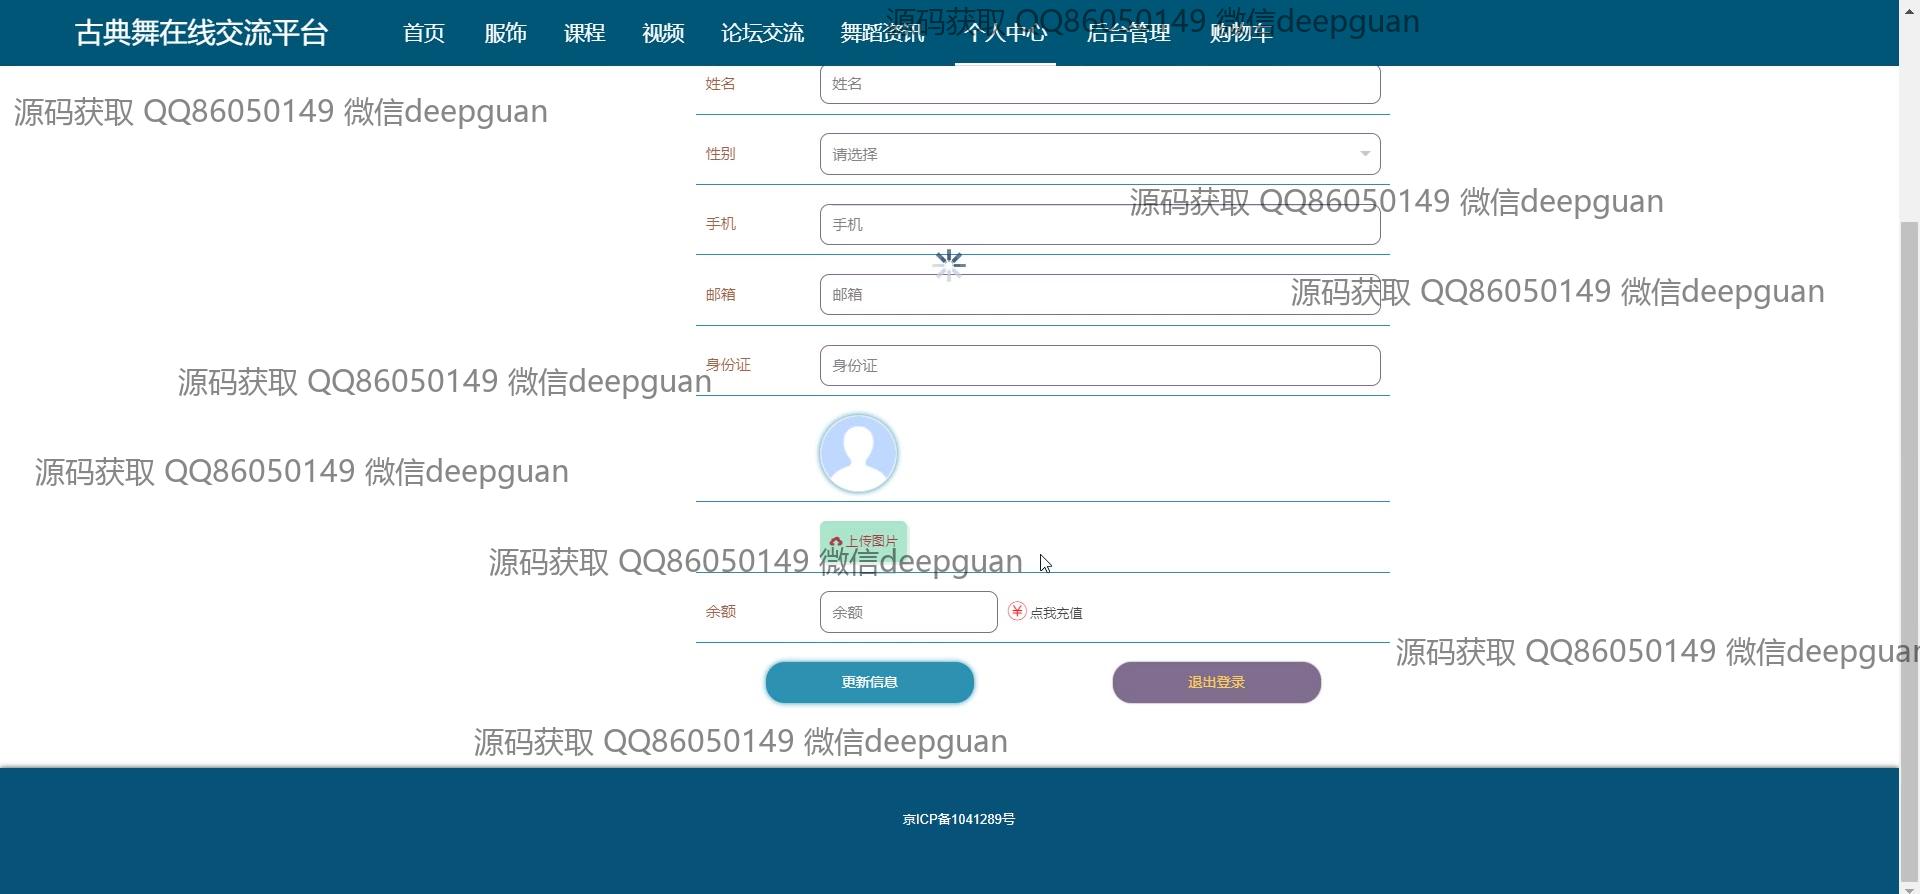 古典舞在线交流平台 首页 服饰 课程 视频 论坛交流 舞蹈资讯 个人中心 后台管理 购物车
源码获取 QQ86050149 微信deepguan
姓名 姓名
源码获取 QQ86050149 微信deepguan
性别 请选择
源码获取 QQ86050149 微信deepguan
手机 手机
邮箱 邮箱
源码获取 QQ86050149 微信deepguan
身份证 身份证
源码获取 QQ86050149 微信deepguan
源码获取 QQ86050149 微信deepguan
上传图片
源码获取 QQ86050149 微信deepguan
余额 余额 ¥ 点我充值
源码获取 QQ86050149 微信deepguan
更新信息 退出登录
源码获取 QQ86050149 微信deepguan
京ICP备1041289号